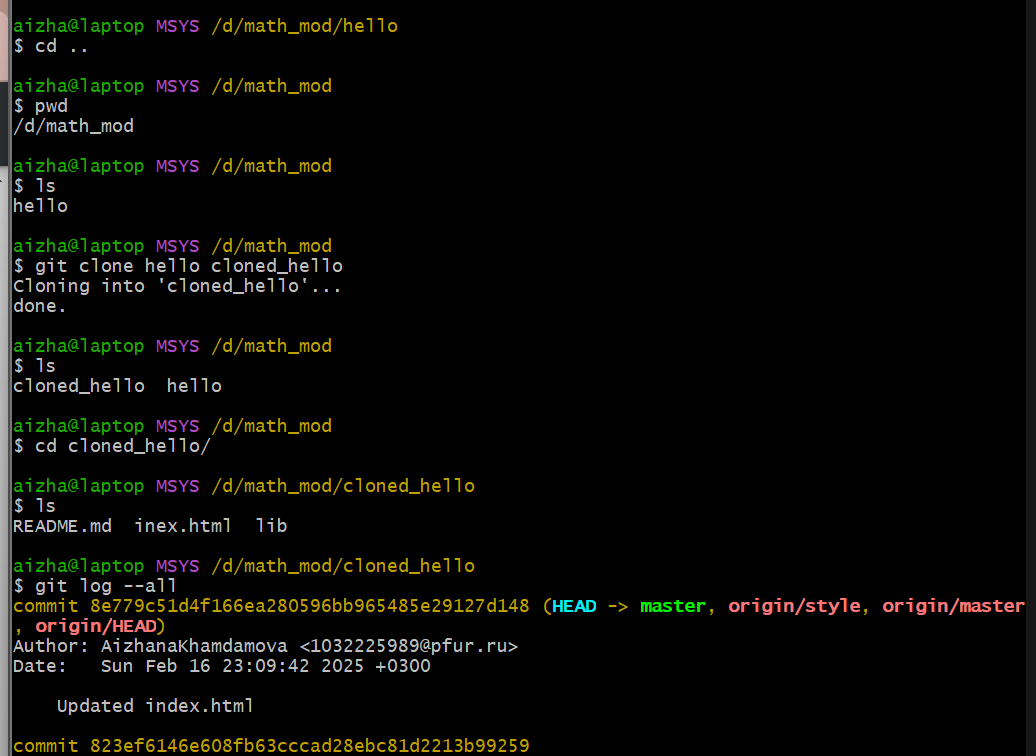 aizha@laptop MSYS /d/math_mod/hello
$ cd ..
aizha@laptop MSYS /d/math_mod
$ pwd
/d/math_mod
aizha@laptop MSYS /d/math_mod
$ ls
hello
aizha@laptop MSYS /d/math_mod
$ git clone hello cloned_hello
Cloning into 'cloned_hello'...
done.
aizha@laptop MSYS /d/math_mod
$ ls
cloned_hello  hello
aizha@laptop MSYS /d/math_mod
$ cd cloned_hello/
aizha@laptop MSYS /d/math_mod/cloned_hello
$ ls
README.md  inex.html  lib
aizha@laptop MSYS /d/math_mod/cloned_hello
$ git log --all
commit 8e779c51d4f166ea280596bb965485e29127d148 (HEAD -> master, origin/style, origin/master
, origin/HEAD)
Author: AizhanaKhamdamova <1032225989@pfur.ru>
Date:   Sun Feb 16 23:09:42 2025 +0300
    Updated index.html
commit 823ef6146e608fb63cccad28ebc81d2213b99259